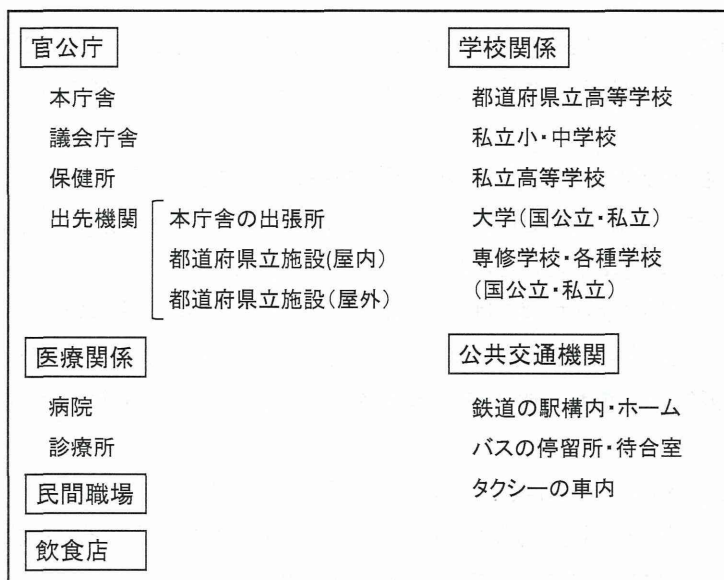 官公庁
本庁舎
議会庁舎
保健所
出先機関
本庁舎の出張所
都道府県立施設(屋内)
都道府県立施設(屋外)
医療関係
病院
診療所
民間職場
飲食店
学校関係
都道府県立高等学校
私立小・中学校
私立高等学校
大学(国公立・私立)
専修学校・各種学校
(国公立・私立)
公共交通機関
鉄道の駅構内・ホーム
バスの停留所・待合室
タクシーの車内